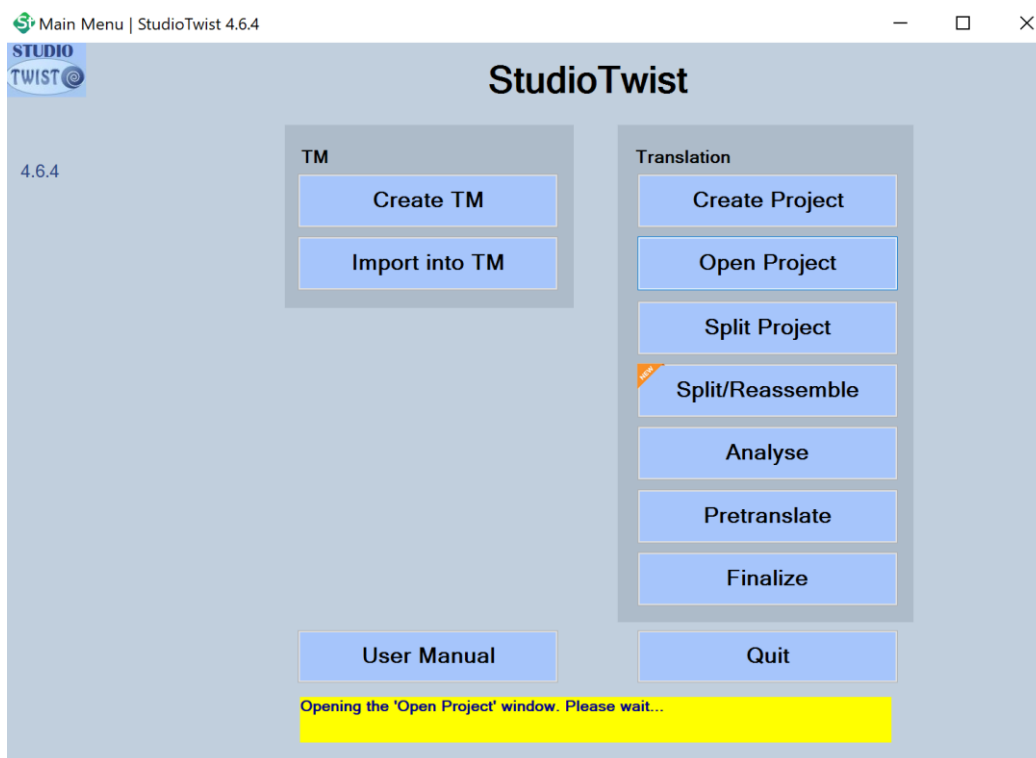 Main Menu | StudioTwist 4.6.4
STUDIO
TWIST
StudioTwist
4.6.4
TM
Create TM
Import into TM
Translation
Create Project
Open Project
Split Project
NEW
Split/Reassemble
Analyse
Pretranslate
Finalize
User Manual
Quit
Opening the 'Open Project' window. Please wait...